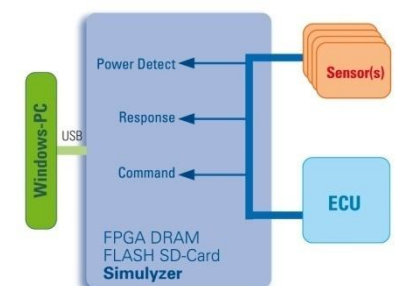 Power Detect
Sensor(s)
Response
USB
Windows-PC
Command
ECU
FPGA DRAM
FLASH SD-Card
Simulyzer